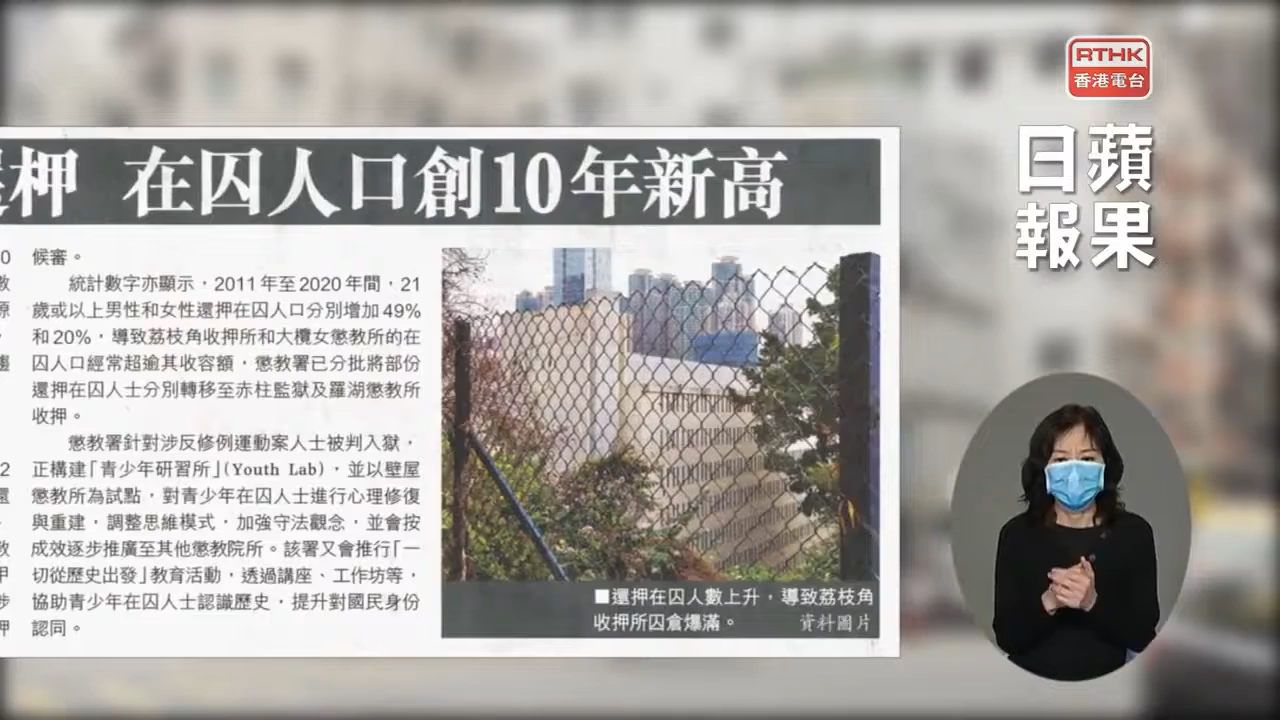 RTHK
香港電台
蘋果
日報
押 在囚人口創10年新高
候審。
統計數字亦顯示，2011年至2020年間，21
歲或以上男性和女性還押在囚人口分別增加49%
和20%，導致荔枝角收押所和大欖女懲教所的在
囚人口經常超逾其收容額，懲教署已分批將部份
還押在囚人士分別轉移至赤柱監獄及羅湖懲教所
收押。
懲教署針對涉反修例運動案人士被判入獄，
正構建「青少年研習所」(Youth Lab)，並以壁屋
懲教所為試點，對青少年在囚人士進行心理修復
與重建，調整思維模式，加強守法觀念，並會按
成效逐步推廣至其他懲教院所。該署又會推行「一
切從歷史出發」教育活動，透過講座、工作坊等，
協助青少年在囚人士認識歷史，提升對國民身份
認同。
■還押在囚人數上升，導致荔枝角
收押所囚倉爆滿。 資料圖片